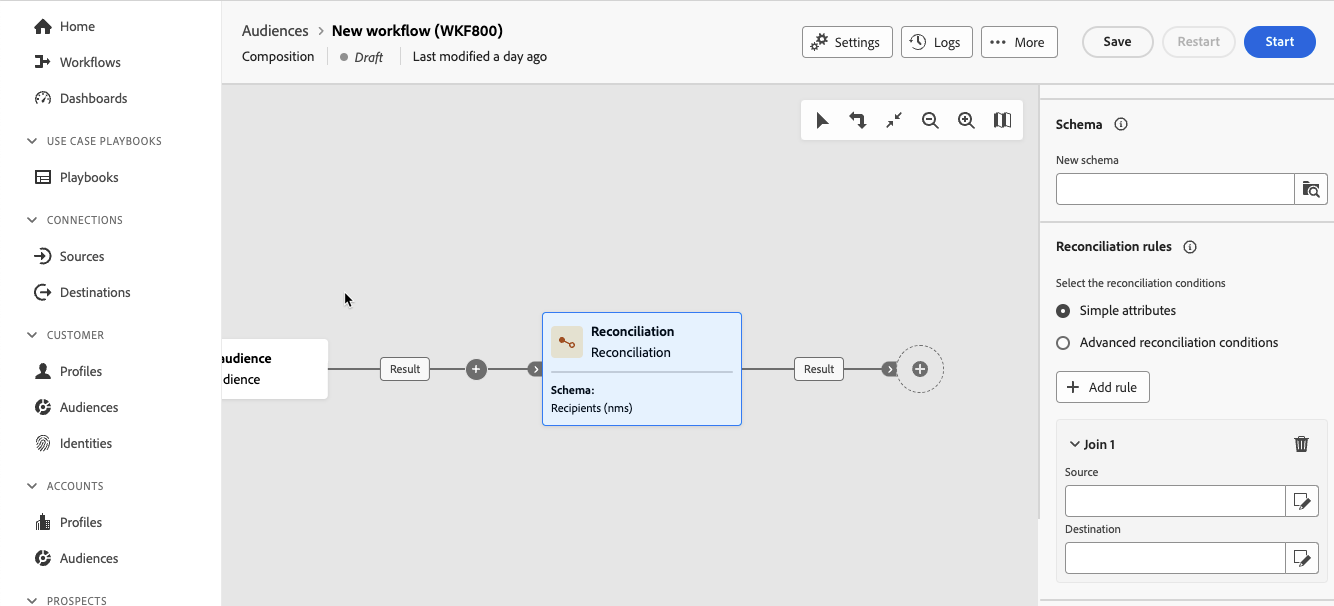 Home
Workflows
Dashboards
USE CASE PLAYBOOKS
Playbooks
CONNECTIONS
Sources
Destinations
CUSTOMER
Profiles
Audiences
Identities
ACCOUNTS
Profiles
Audiences
PROSPECTS
Audiences > New workflow (WKF800)
Composition Draft Last modified a day ago
Settings Logs More Save Restart Start
audience
dience
Result
Reconciliation
Reconciliation
Schema:
Recipients (nms)
Result
Schema
New schema
Reconciliation rules
Select the reconciliation conditions
Simple attributes
Advanced reconciliation conditions
Add rule
Join 1
Source
Destination